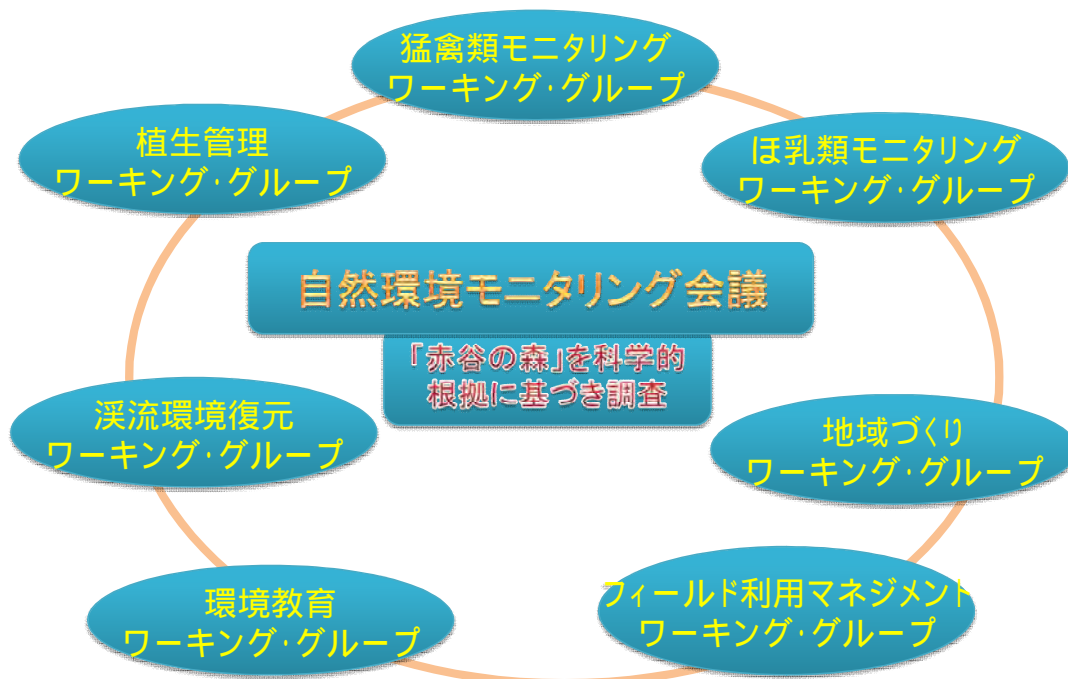 猛禽類モニタリング
ワーキング・グループ
植生管理
ワーキング・グループ
ほ乳類モニタリング
ワーキング・グループ
自然環境モニタリング会議
「赤谷の森」を科学的
根拠に基づき調査
渓流環境復元
ワーキング・グループ
地域づくり
ワーキング・グループ
環境教育
ワーキング・グループ
フィールド利用マネジメント
ワーキング・グループ